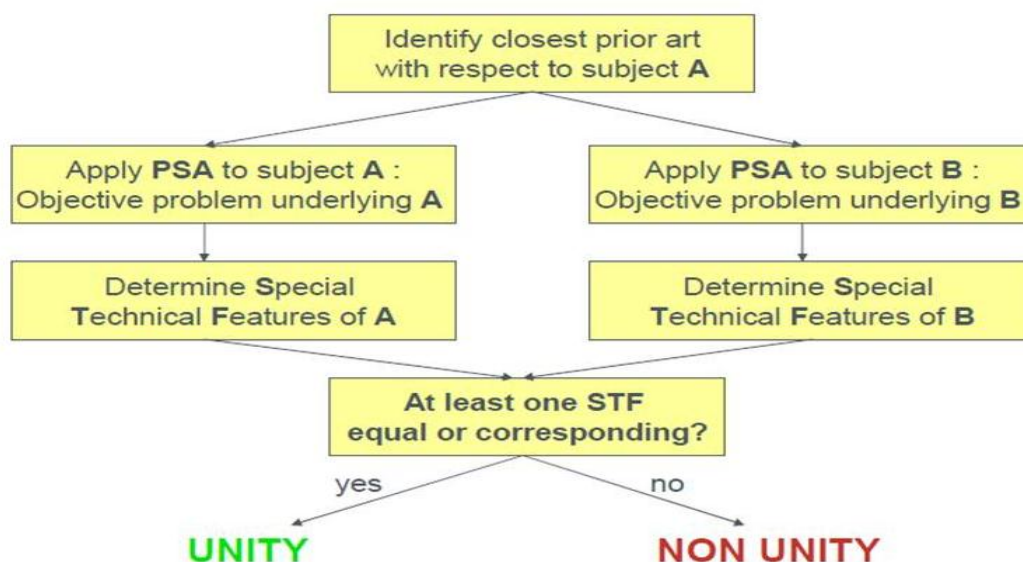 Identify closest prior art
with respect to subject A
Apply PSA to subject A :
Objective problem underlying A
Apply PSA to subject B :
Objective problem underlying B
Determine Special
Technical Features of A
Determine Special
Technical Features of B
At least one STF
equal or corresponding?
yes
no
UNITY
NON UNITY